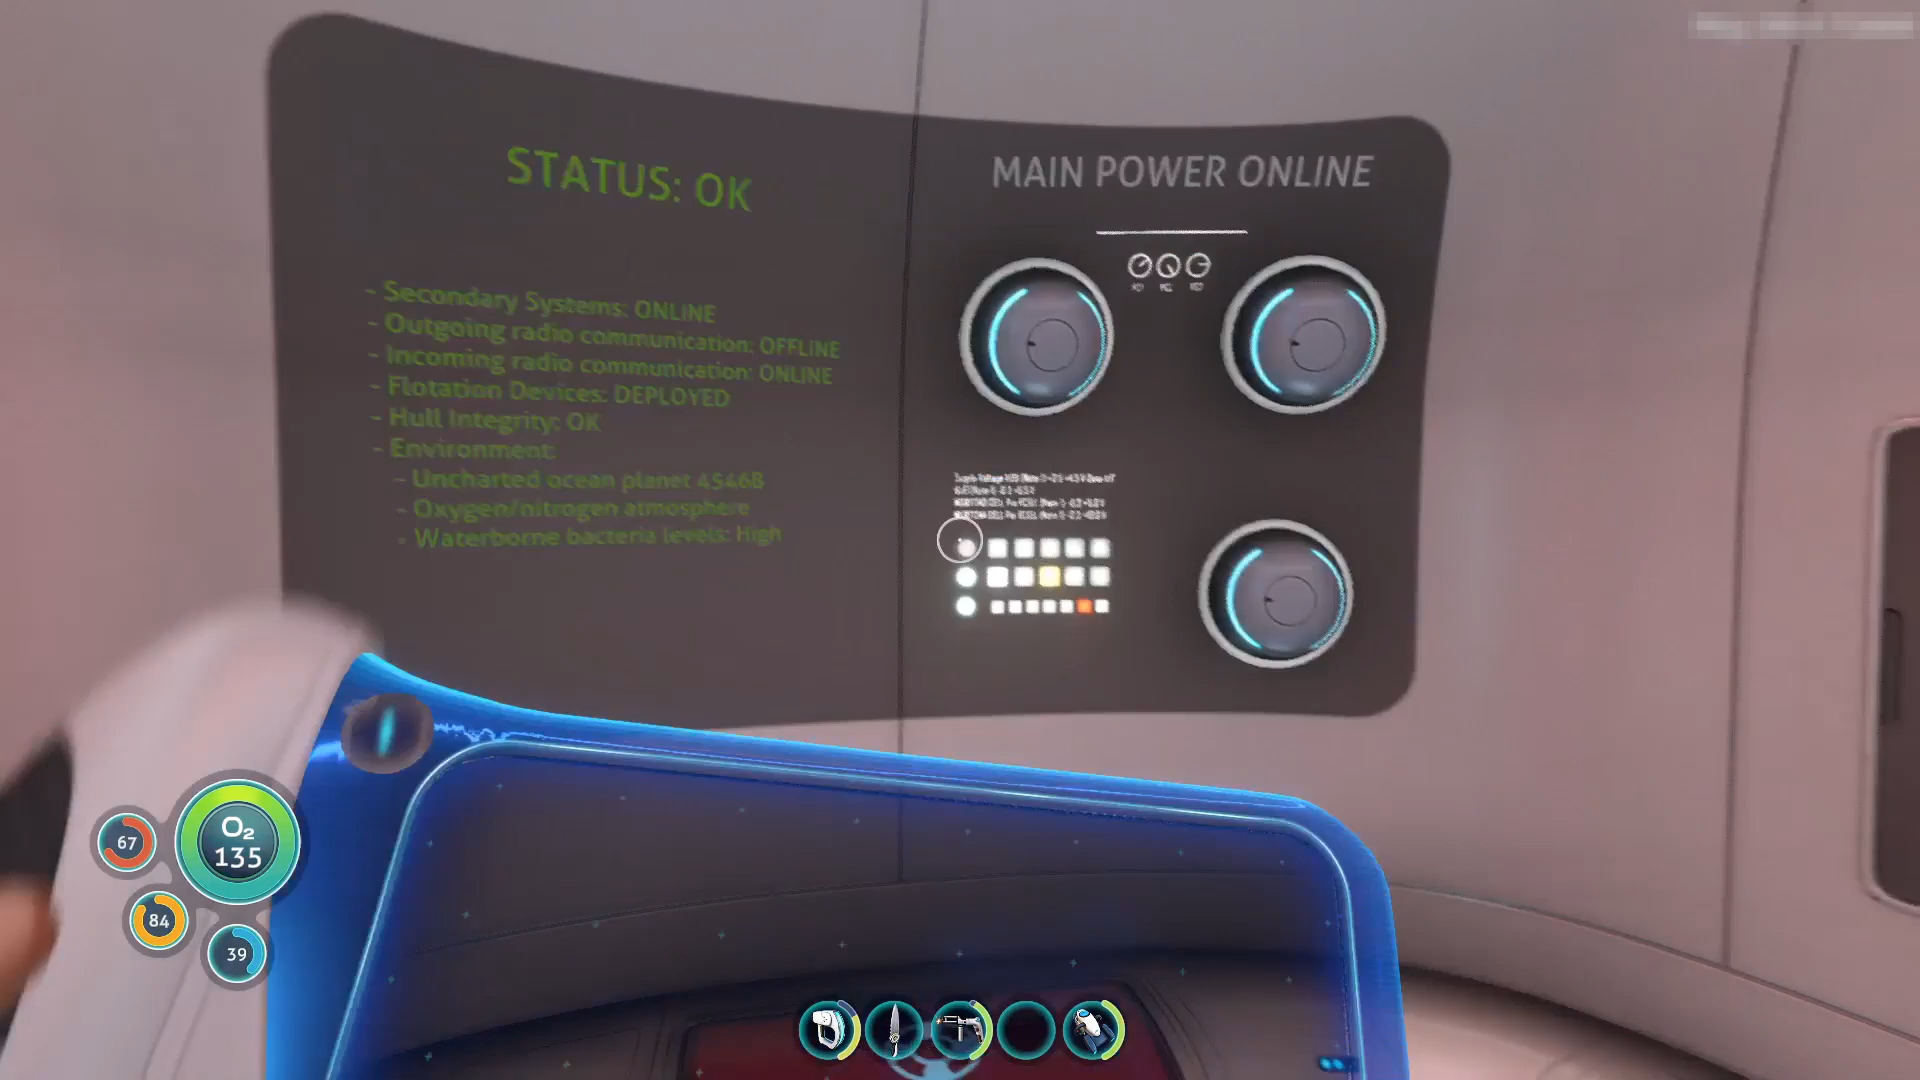 STATUS: OK
- Secondary Systems: ONLINE
- Outgoing radio communication: OFFLINE
- Incoming radio communication: ONLINE
- Flotation Devices: DEPLOYED
- Hull Integrity: OK
- Environment:
- Uncharted ocean planet 4546B
- Oxygen/nitrogen atmosphere
- Waterborne bacteria levels: High
MAIN POWER ONLINE
67
O₂
135
84
39